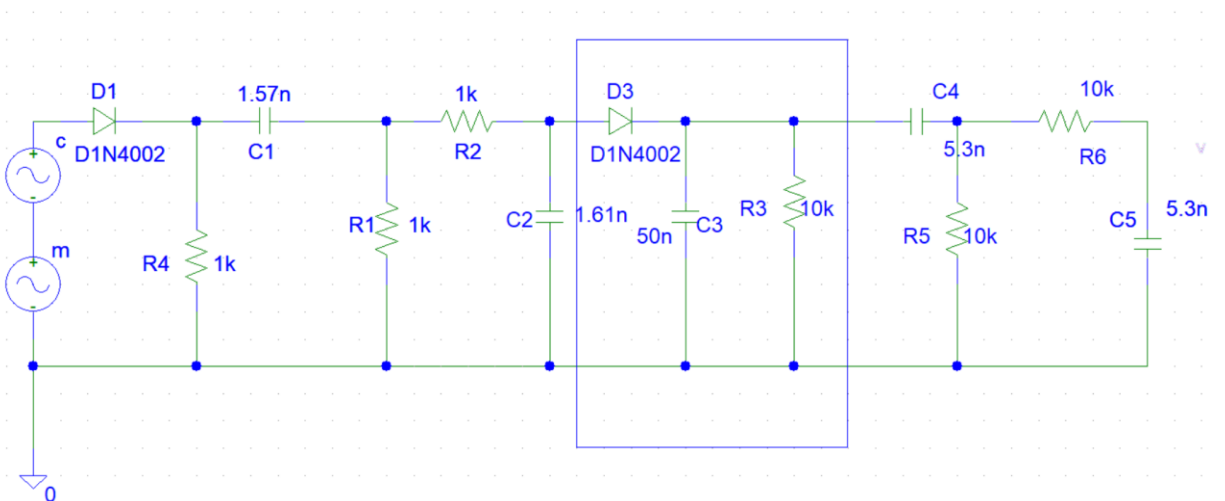 D1
D1N4002
c
m
R4
1k
1.57n
C1
R1
1k
1k
R2
C2
1.61n
D3
D1N4002
50n
C3
R3
10k
C4
5.3n
R5
10k
10k
R6
C5
5.3n
v
0